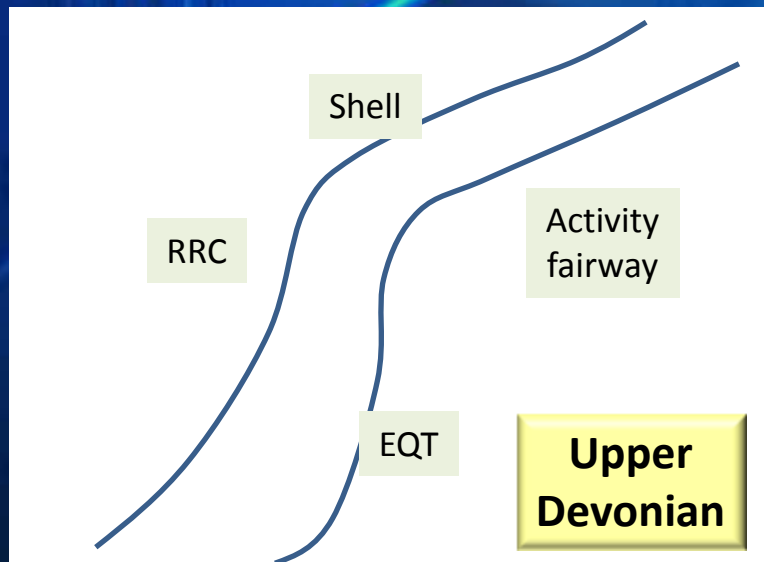 Shell
RRC
Activity
fairway
EQT
Upper
Devonian